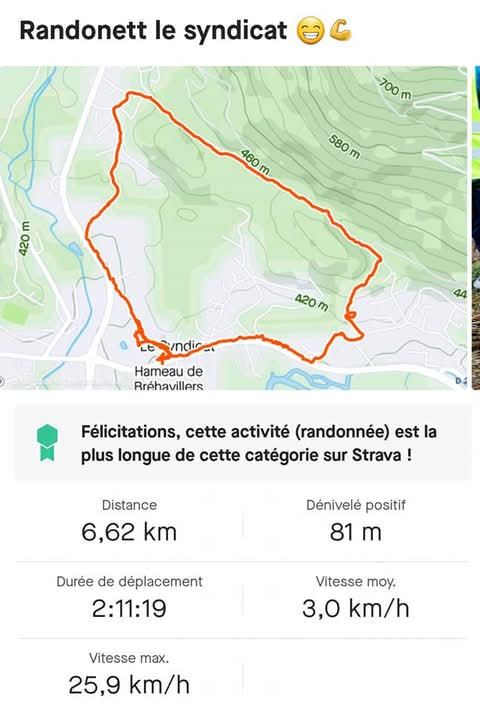 Randonett le syndicat 😁💪
700 m
580 m
460 m
420 m
420 m
44
Hameau de
Bréhavillers
D 2
Félicitations, cette activité (randonnée) est la
plus longue de cette catégorie sur Strava !
Distance
Dénivelé positif
6,62 km
81 m
Durée de déplacement
Vitesse moy.
2:11:19
3,0 km/h
Vitesse max.
25,9 km/h